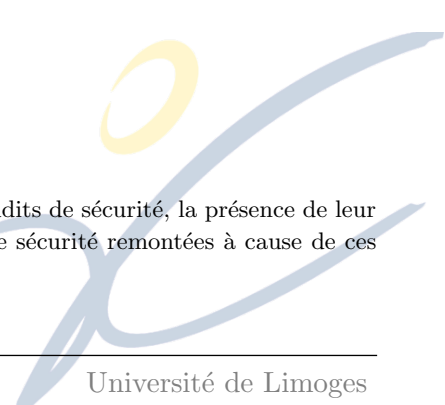 dits de sécurité, la présence de leur
sécurité remontées à cause de ces
Université de Limoges